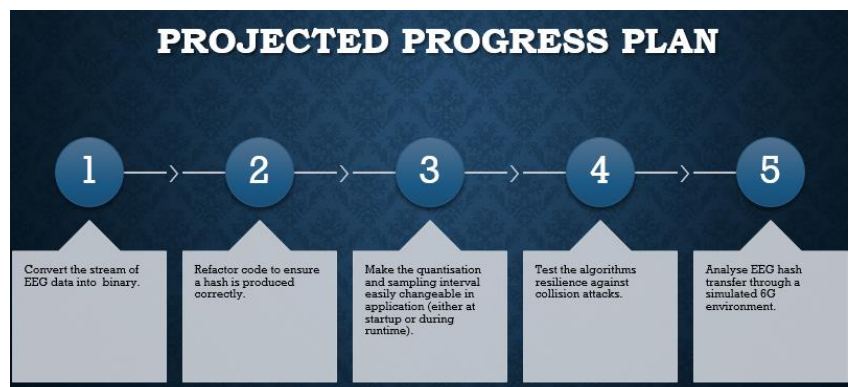 PROJECTED PROGRESS PLAN
1
2
3
4
5
Convert the stream of
EEG data into binary.
Refactor code to ensure
a hash is produced
correctly.
Make the quantisation
and sampling interval
easily changeable in
application (either at
startup or during
runtime).
Test the algorithms
resilience against
collision attacks.
Analyse EEG hash
transfer through a
simulated 6G
environment.